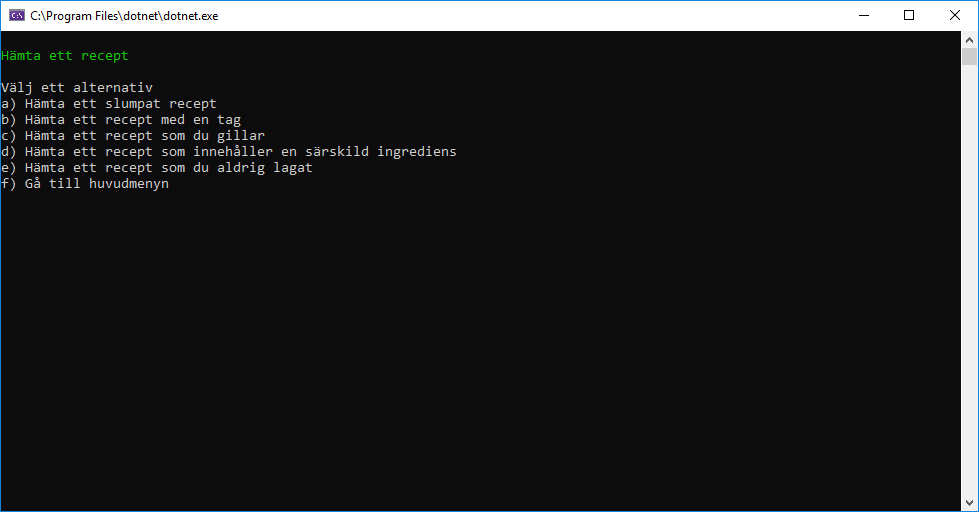 C:\Program Files\dotnet\dotnet.exe
Hämta ett recept
Välj ett alternativ
a) Hämta ett slumpat recept
b) Hämta ett recept med en tag
c) Hämta ett recept som du gillar
d) Hämta ett recept som innehåller en särskild ingrediens
e) Hämta ett recept som du aldrig lagat
f) Gå till huvudmenyn